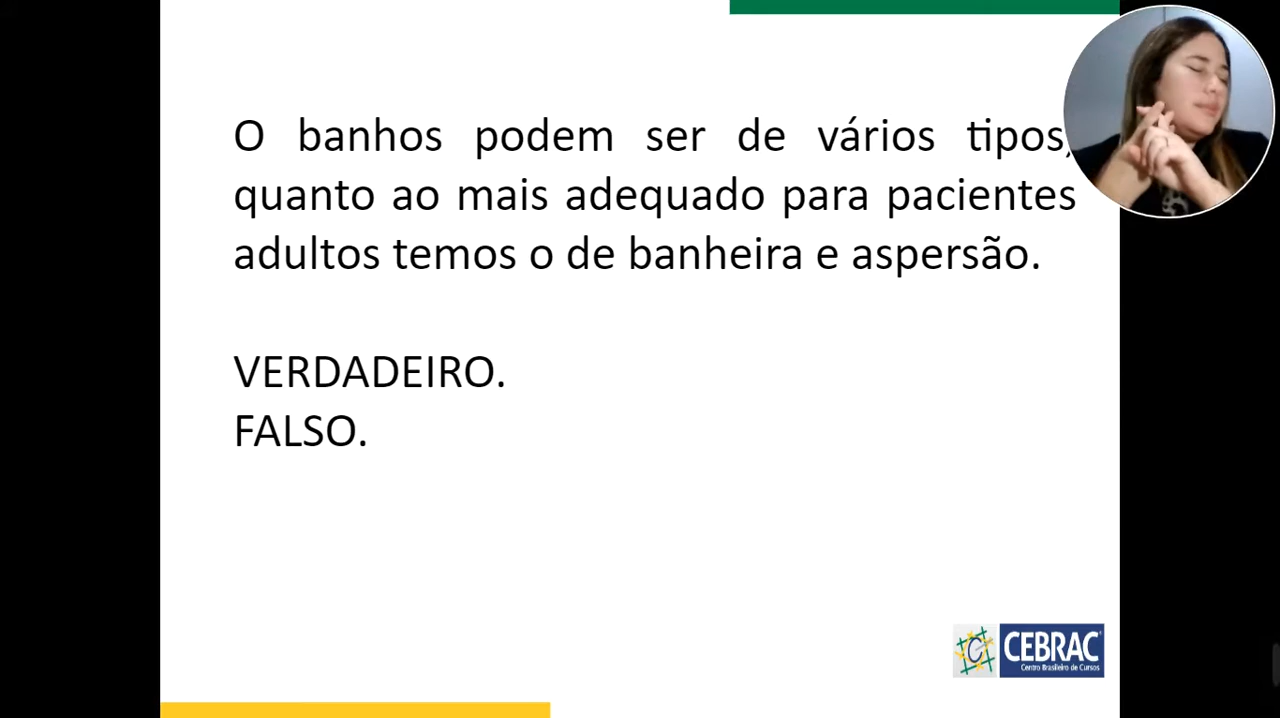 O banhos podem ser de vários tipos,
quanto ao mais adequado para pacientes
adultos temos o de banheira e aspersão.
VERDADEIRO.
FALSO.
CEBRAC
Centro Brasileiro de Cursos